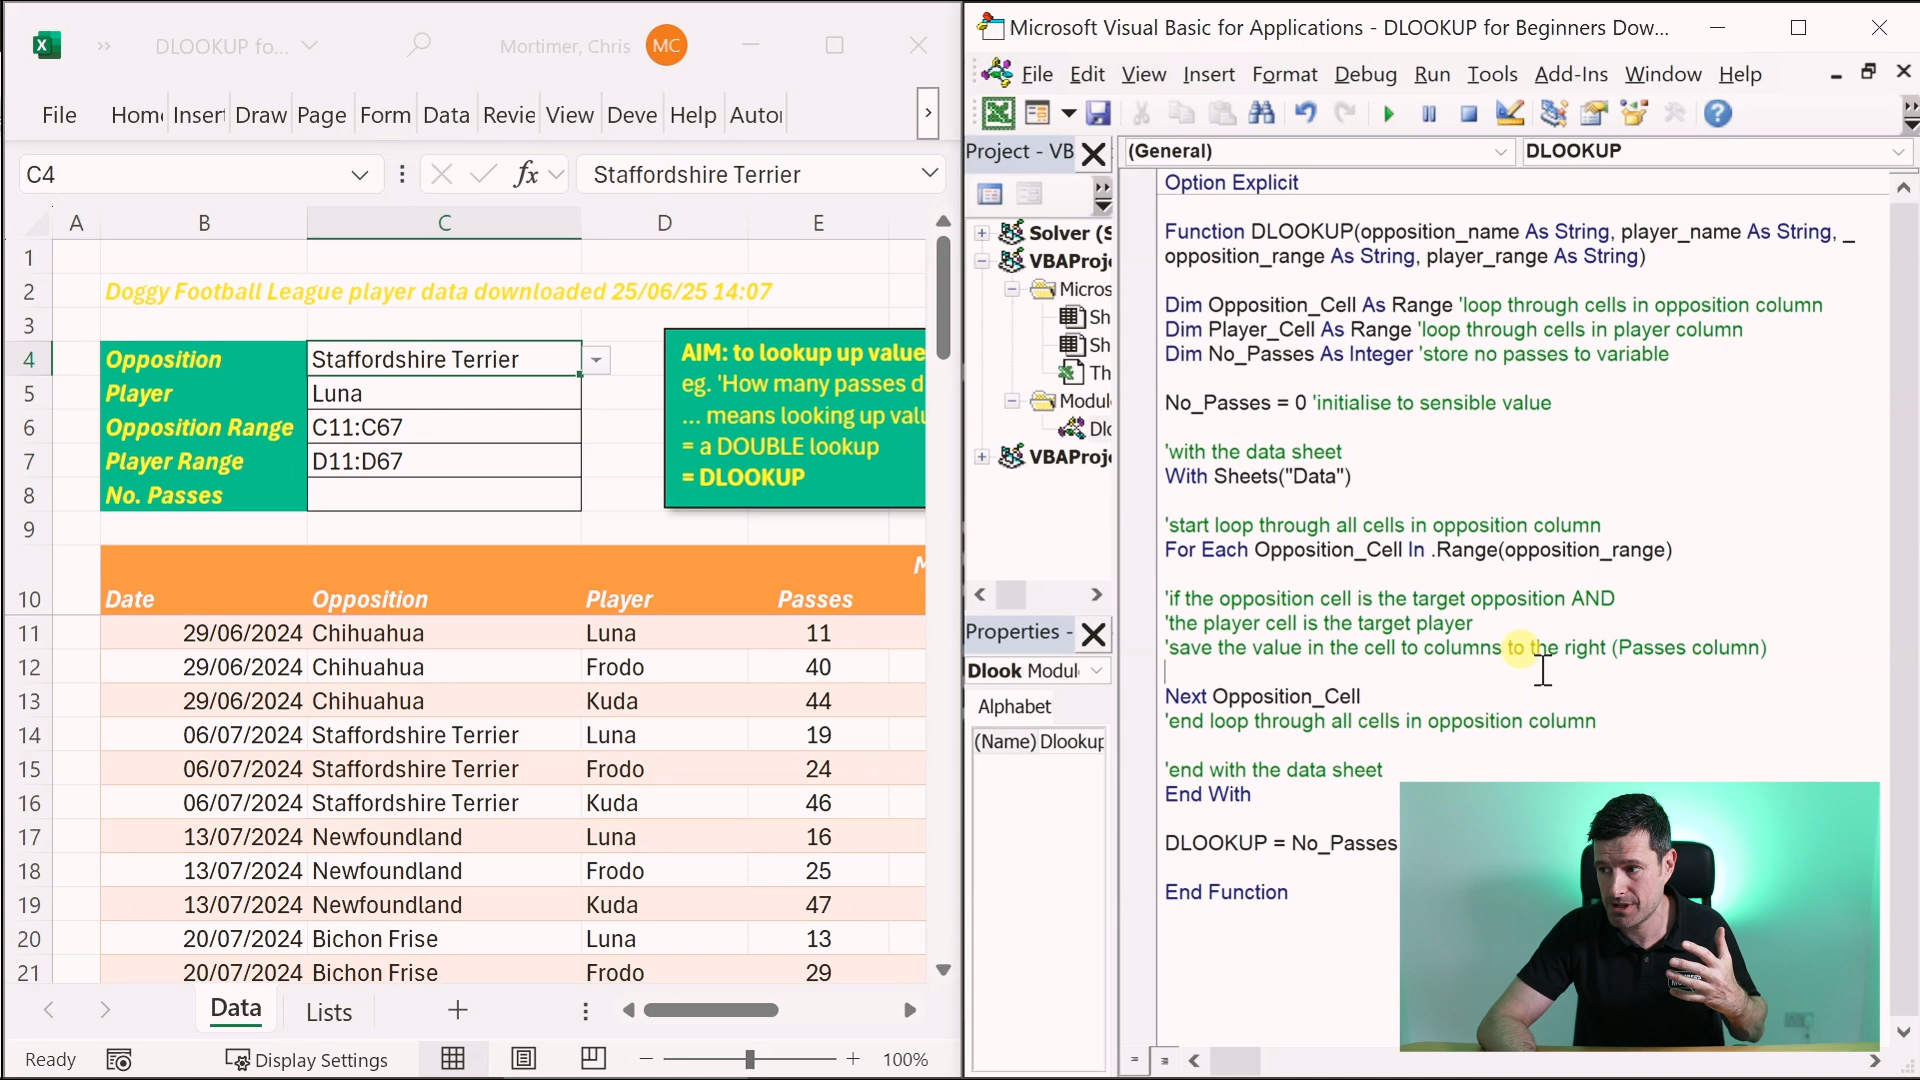 DLOOKUP fo...
Mortimer, Chris
MC
File
Hom
Insert
Draw
Page
Form
Data
Revie
View
Deve
Help
Autor
C4
fx
Staffordshire Terrier
A B C D E
1
2 Doggy Football League player data downloaded 25/06/25 14:07
3
4 Opposition Staffordshire Terrier
5 Player Luna
6 Opposition Range C11:C67
7 Player Range D11:D67
8 No. Passes
9
AIM: to lookup up value
eg. 'How many passes d
... means looking up valu
= a DOUBLE lookup
= DLOOKUP
10 Date Opposition Player Passes
11 29/06/2024 Chihuahua Luna 11
12 29/06/2024 Chihuahua Frodo 40
13 29/06/2024 Chihuahua Kuda 44
14 06/07/2024 Staffordshire Terrier Luna 19
15 06/07/2024 Staffordshire Terrier Frodo 24
16 06/07/2024 Staffordshire Terrier Kuda 46
17 13/07/2024 Newfoundland Luna 16
18 13/07/2024 Newfoundland Frodo 25
19 13/07/2024 Newfoundland Kuda 47
20 20/07/2024 Bichon Frise Luna 13
21 20/07/2024 Bichon Frise Frodo 29
Data
Lists
Ready
Display Settings
100%
Microsoft Visual Basic for Applications - DLOOKUP for Beginners Dow...
File Edit View Insert Format Debug Run Tools Add-Ins Window Help
Project - VB
(General)
DLOOKUP
Solver (S
VBAProje
Micros
Sh
Sh
Th
Modul
Dlo
VBAProje
Properties -
Dlook Modul
Alphabet
(Name) Dlookup
Option Explicit
Function DLOOKUP(opposition_name As String, player_name As String, _
opposition_range As String, player_range As String)
Dim Opposition_Cell As Range 'loop through cells in opposition column
Dim Player_Cell As Range 'loop through cells in player column
Dim No_Passes As Integer 'store no passes to variable
No_Passes = 0 'initialise to sensible value
'with the data sheet
With Sheets("Data")
'start loop through all cells in opposition column
For Each Opposition_Cell In .Range(opposition_range)
'if the opposition cell is the target opposition AND
'the player cell is the target player
'save the value in the cell to columns to the right (Passes column)
Next Opposition_Cell
'end loop through all cells in opposition column
'end with the data sheet
End With
DLOOKUP = No_Passes
End Function